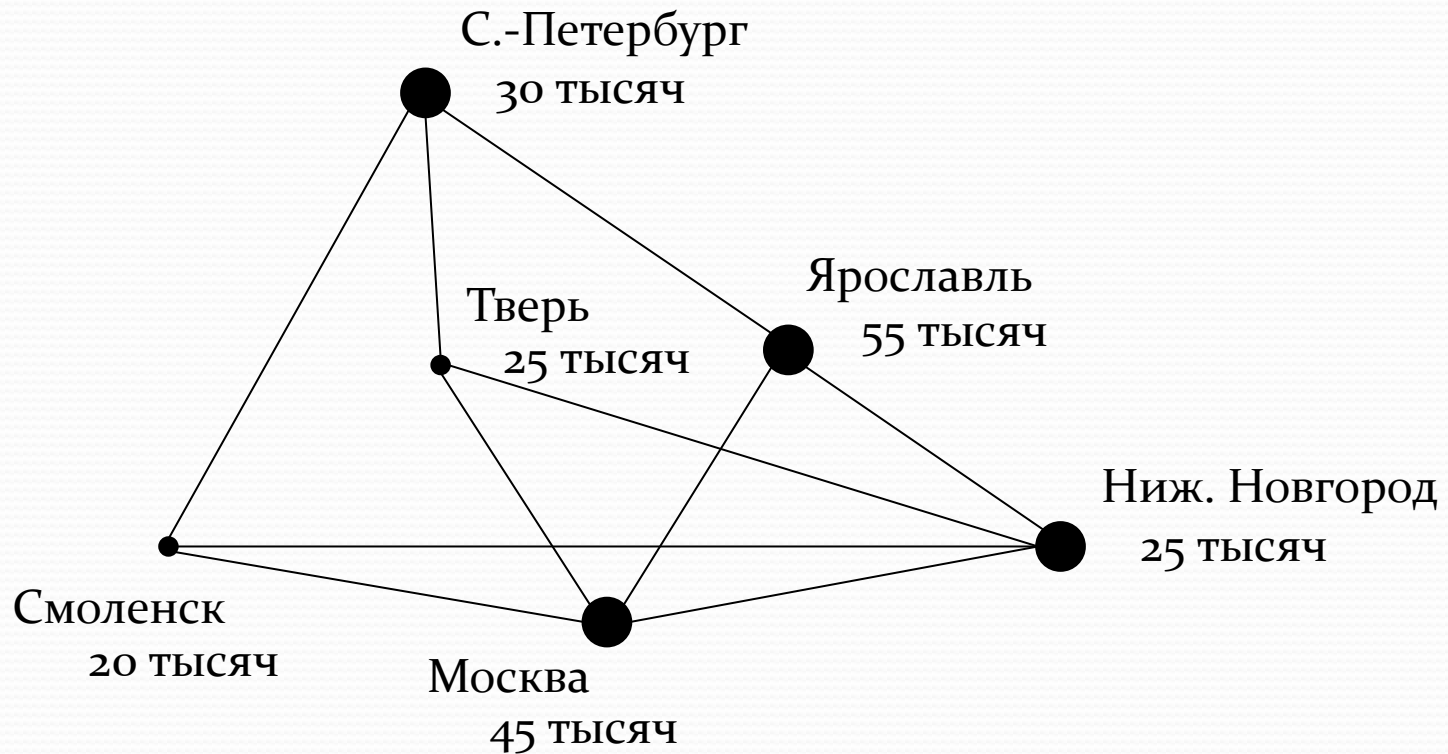 С.-Петербург
30 тысяч
Ярославль
55 тысяч
Тверь
25 тысяч
Ниж. Новгород
25 тысяч
Смоленск
20 тысяч
Москва
45 тысяч